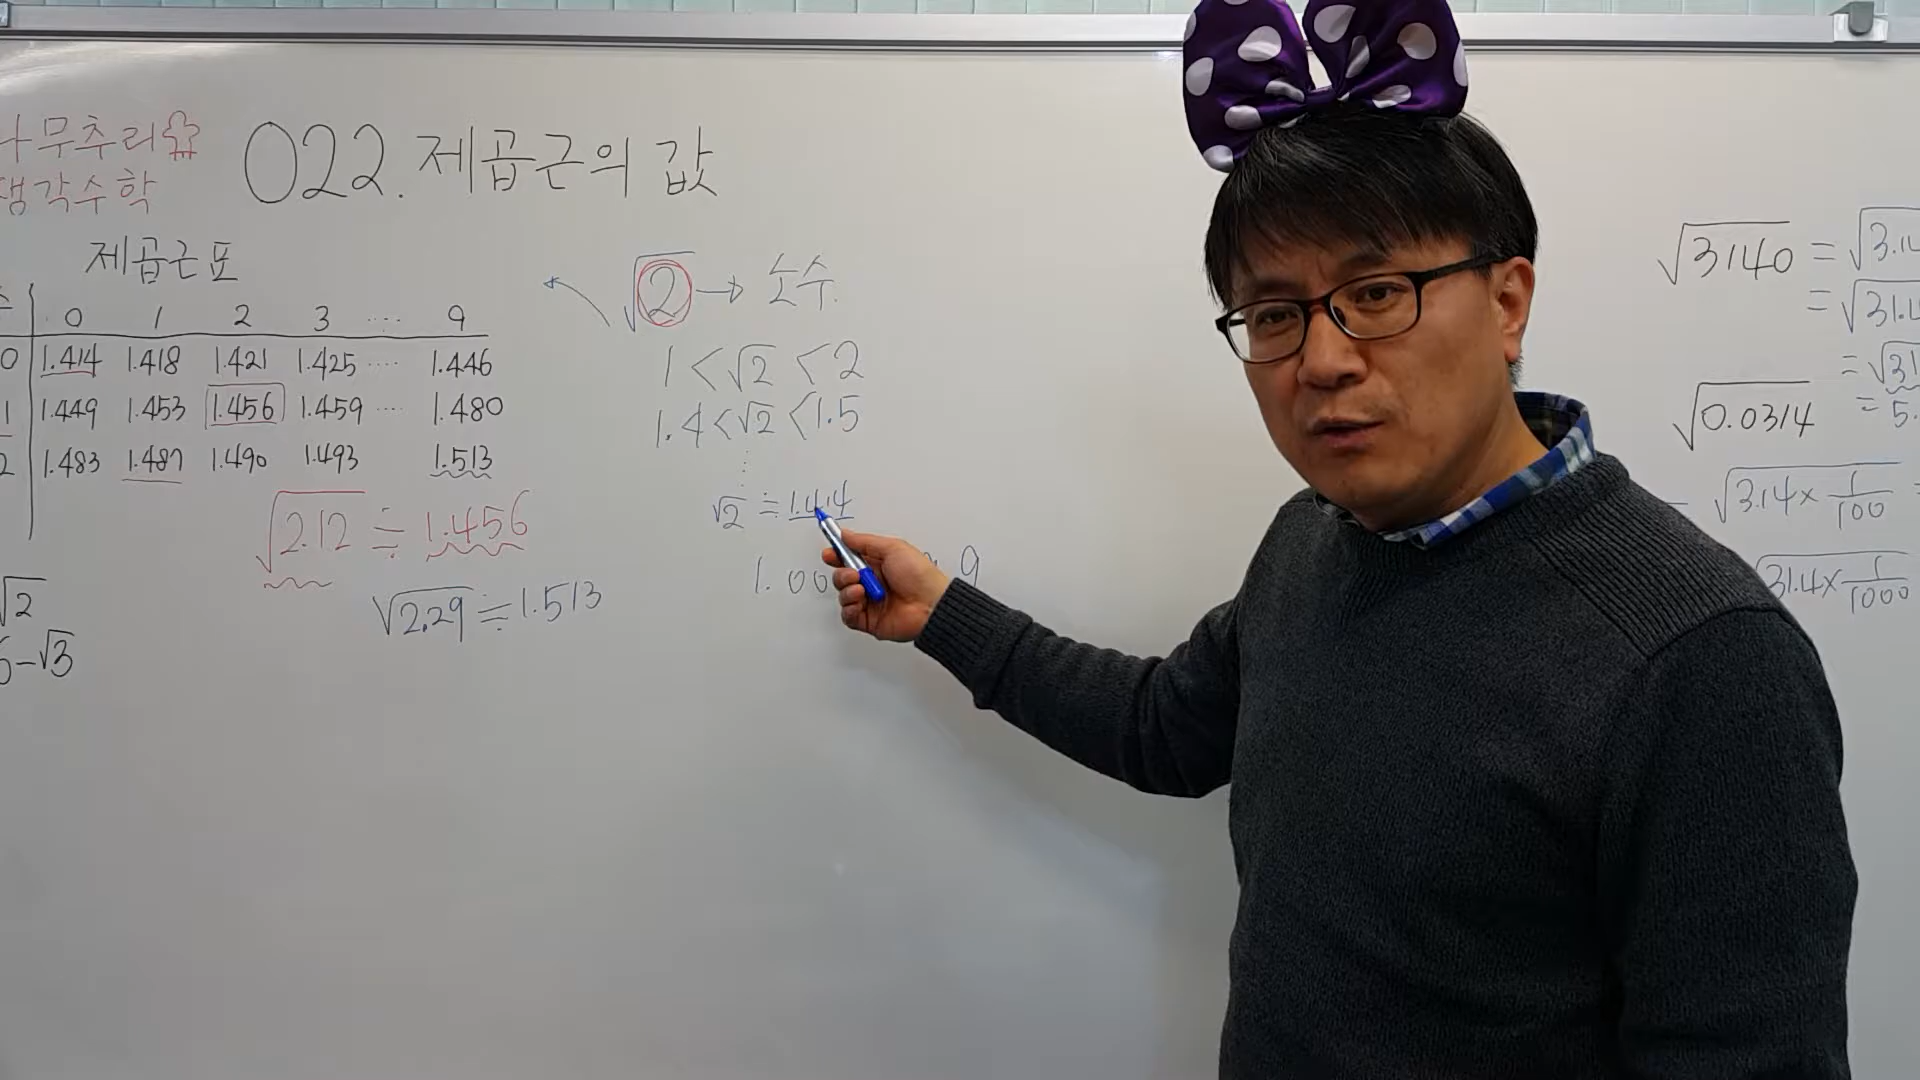 나무추리
생각수학
022. 제곱근의 값
제곱근표
0 1 2 3 .... 9
0 1.414 1.418 1.421 1.425 .... 1.446
1 1.449 1.453 1.456 1.459 ... 1.480
2 1.483 1.487 1.490 1.493 1.513
√2.12 ≒ 1.456
√2.29 ≒ 1.513
√2
-√3
√2 → 소수
1 < √2 < 2
1.4 < √2 < 1.5
⋮
√2 ≒ 1.414
1.00 9
√3140 = √3.14
= √31.4
= √31
= 5.
√0.0314
√3.14 × 1/100 =
31.4 × 1/1000